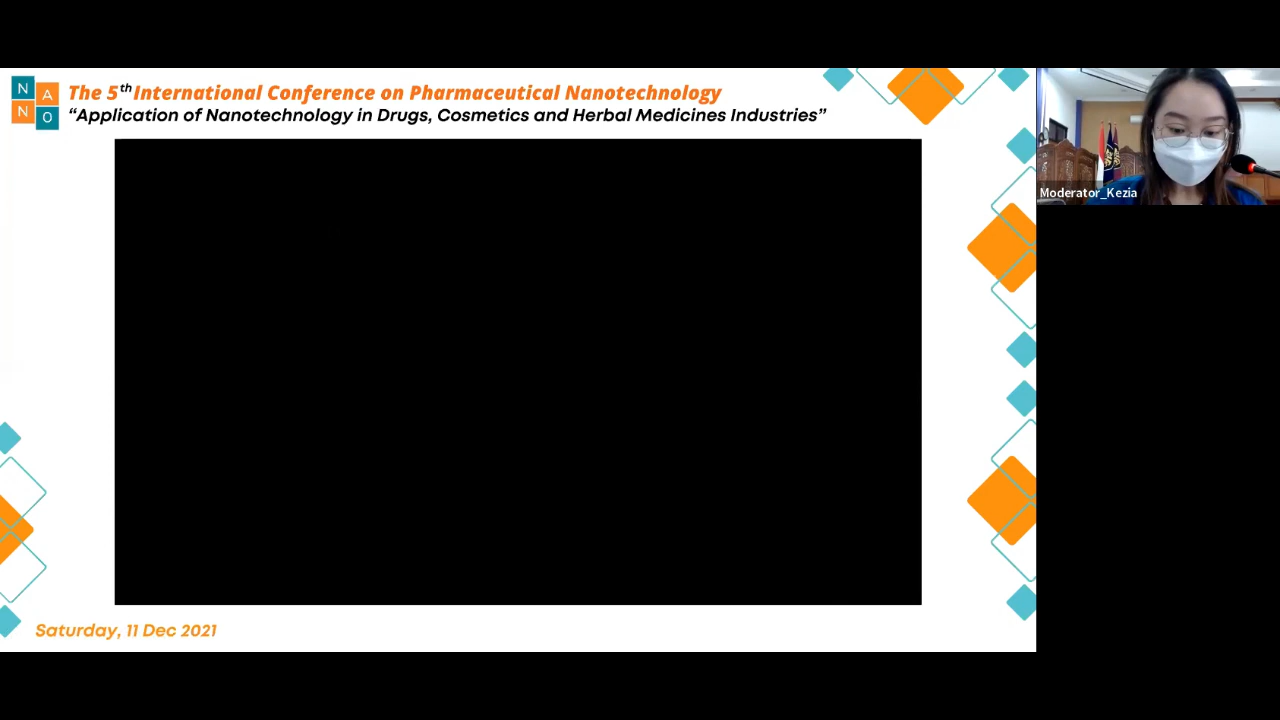 N A
N O
The 5th International Conference on Pharmaceutical Nanotechnology
“Application of Nanotechnology in Drugs, Cosmetics and Herbal Medicines Industries”
Moderator_Kezia
Saturday, 11 Dec 2021